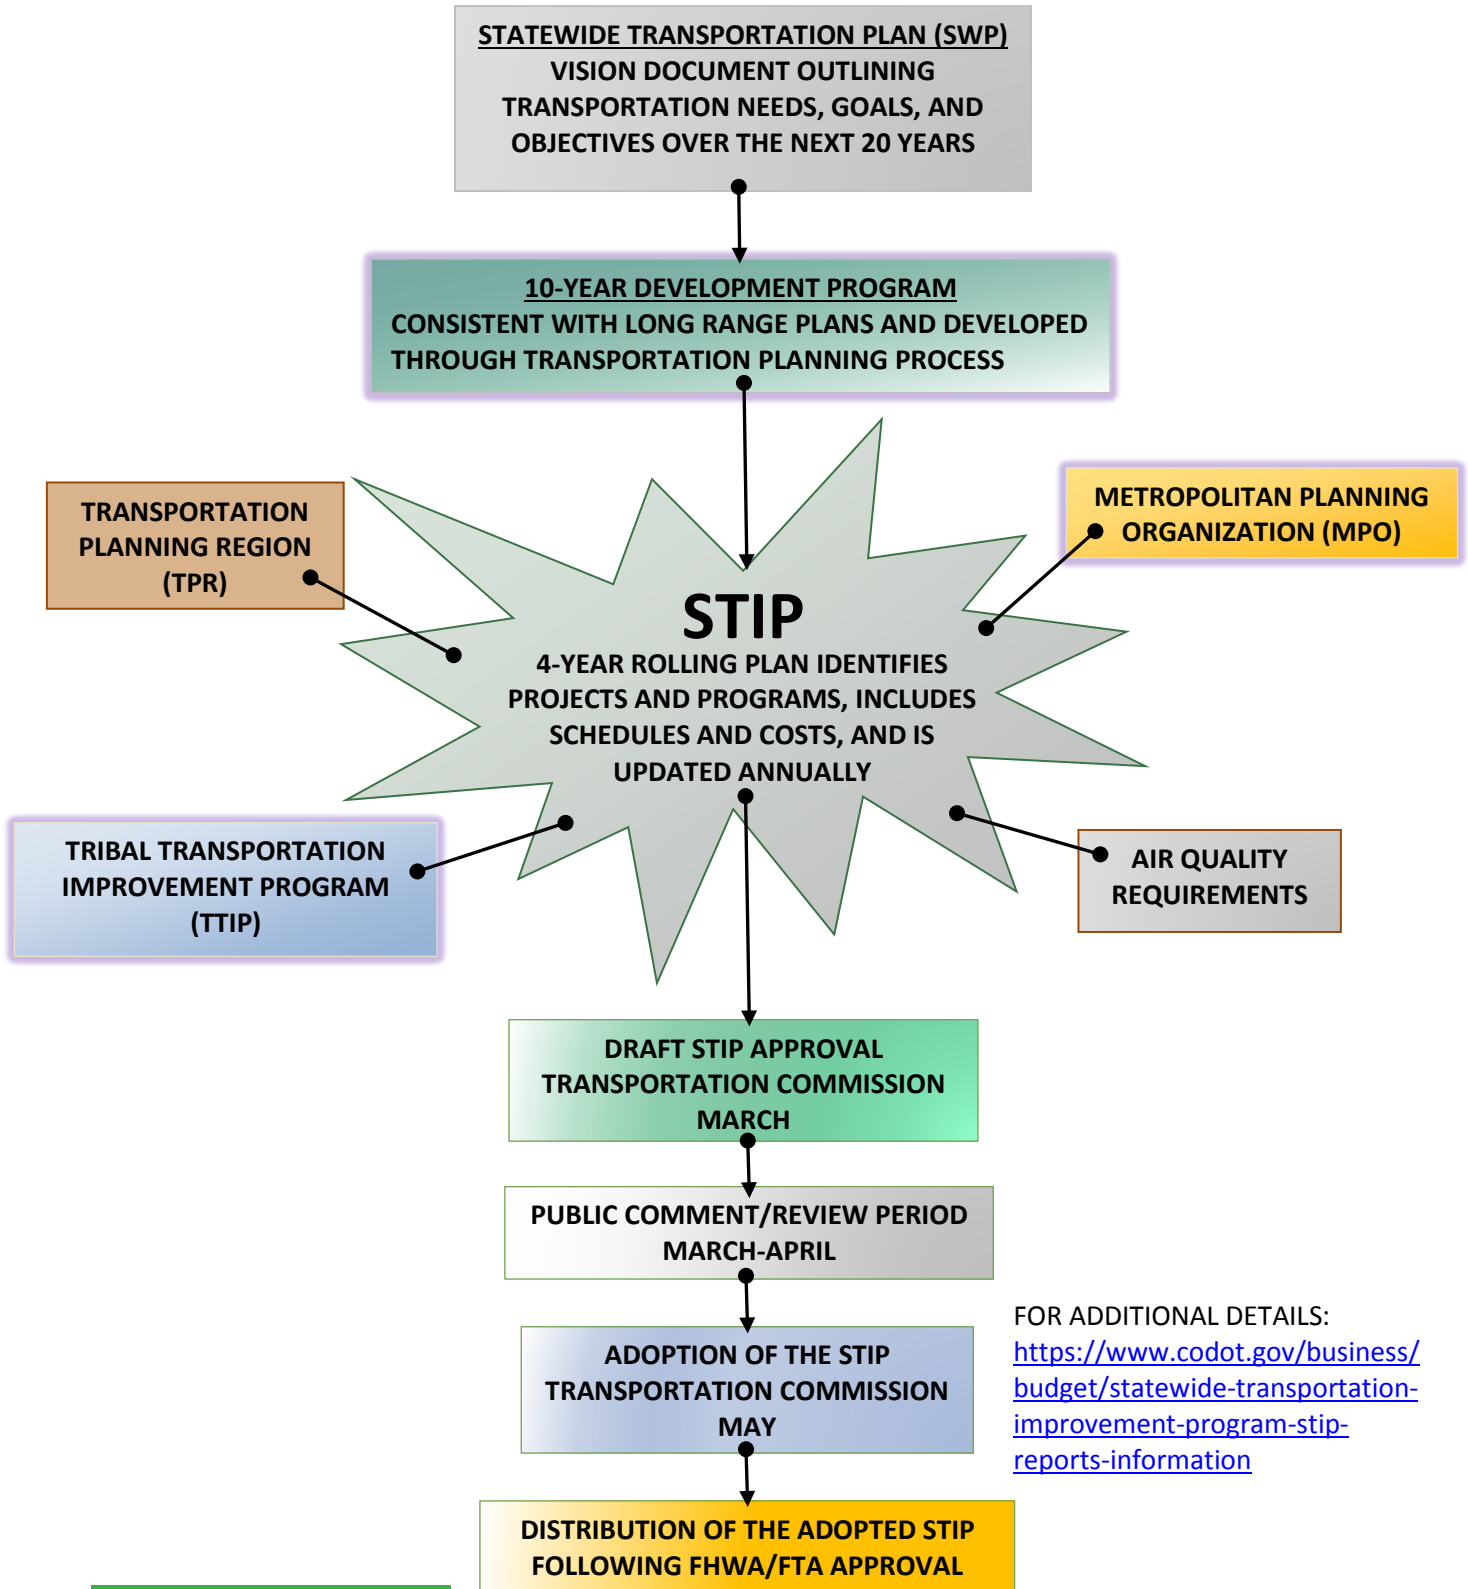 STATEWIDE TRANSPORTATION PLAN (SWP)
VISION DOCUMENT OUTLINING
TRANSPORTATION NEEDS, GOALS, AND
OBJECTIVES OVER THE NEXT 20 YEARS
10-YEAR DEVELOPMENT PROGRAM
CONSISTENT WITH LONG RANGE PLANS AND DEVELOPED
THROUGH TRANSPORTATION PLANNING PROCESS
TRANSPORTATION
PLANNING REGION
(TPR)
METROPOLITAN PLANNING
ORGANIZATION (MPO)
STIP
4-YEAR ROLLING PLAN IDENTIFIES
PROJECTS AND PROGRAMS, INCLUDES
SCHEDULES AND COSTS, AND IS
UPDATED ANNUALLY
TRIBAL TRANSPORTATION
IMPROVEMENT PROGRAM
(TTIP)
AIR QUALITY
REQUIREMENTS
DRAFT STIP APPROVAL
TRANSPORTATION COMMISSION
MARCH
PUBLIC COMMENT/REVIEW PERIOD
MARCH-APRIL
ADOPTION OF THE STIP
TRANSPORTATION COMMISSION
MAY
FOR ADDITIONAL DETAILS:
https://www.codot.gov/business/
budget/statewide-transportation-
improvement-program-stip-
reports-information
DISTRIBUTION OF THE ADOPTED STIP
FOLLOWING FHWA/FTA APPROVAL